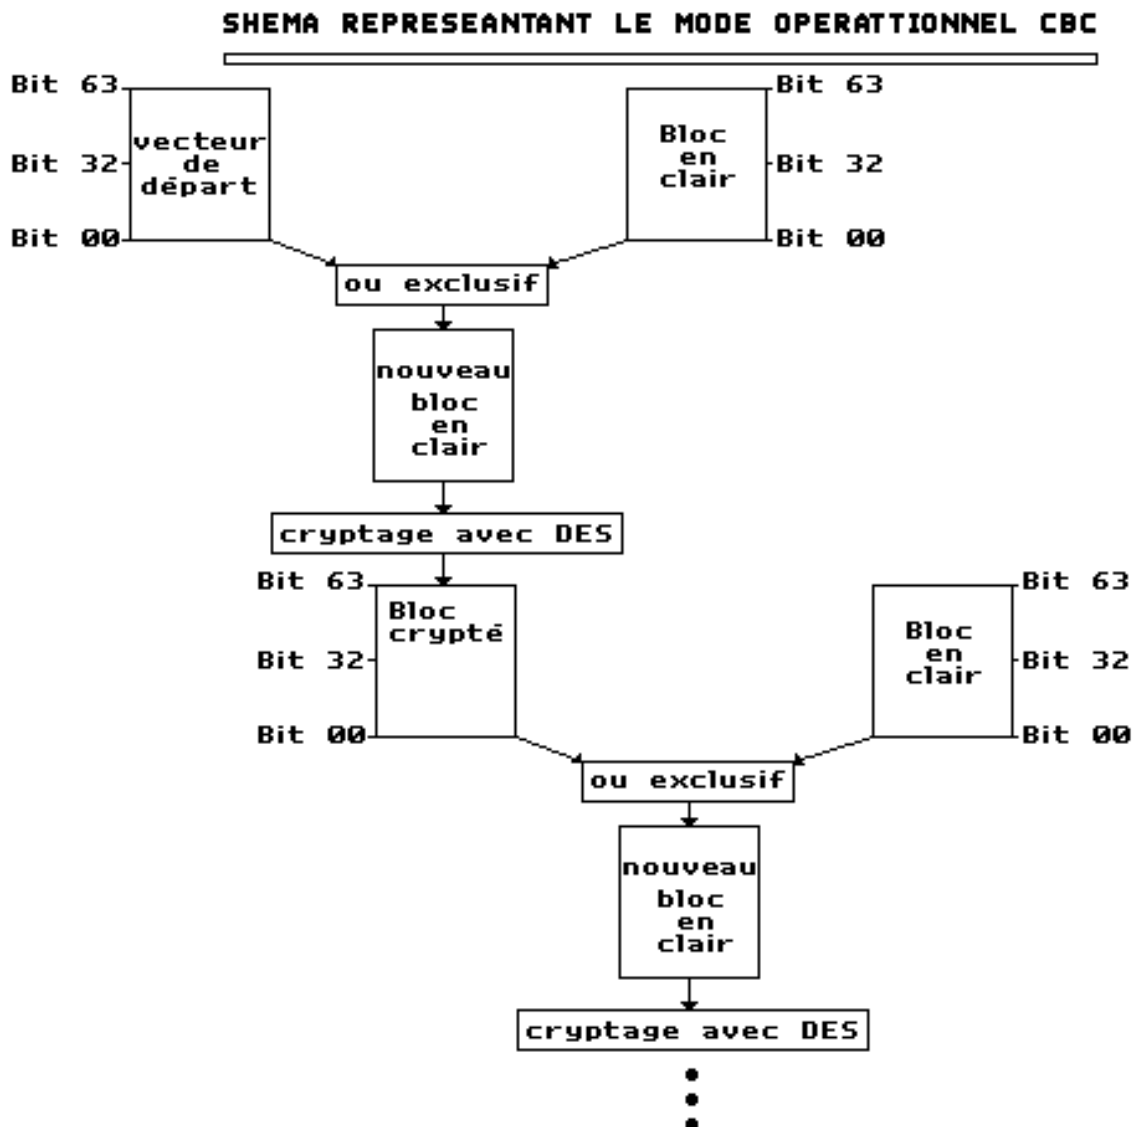 SHEMA REPRESEANTANT LE MODE OPERATTIONNEL CBC
Bit 63
Bit 32
Bit 00
vecteur
de
départ
Bloc
en
clair
Bit 63
Bit 32
Bit 00
ou exclusif
nouveau
bloc
en
clair
cryptage avec DES
Bit 63
Bit 32
Bit 00
Bloc
crypté
Bloc
en
clair
Bit 63
Bit 32
Bit 00
ou exclusif
nouveau
bloc
en
clair
cryptage avec DES